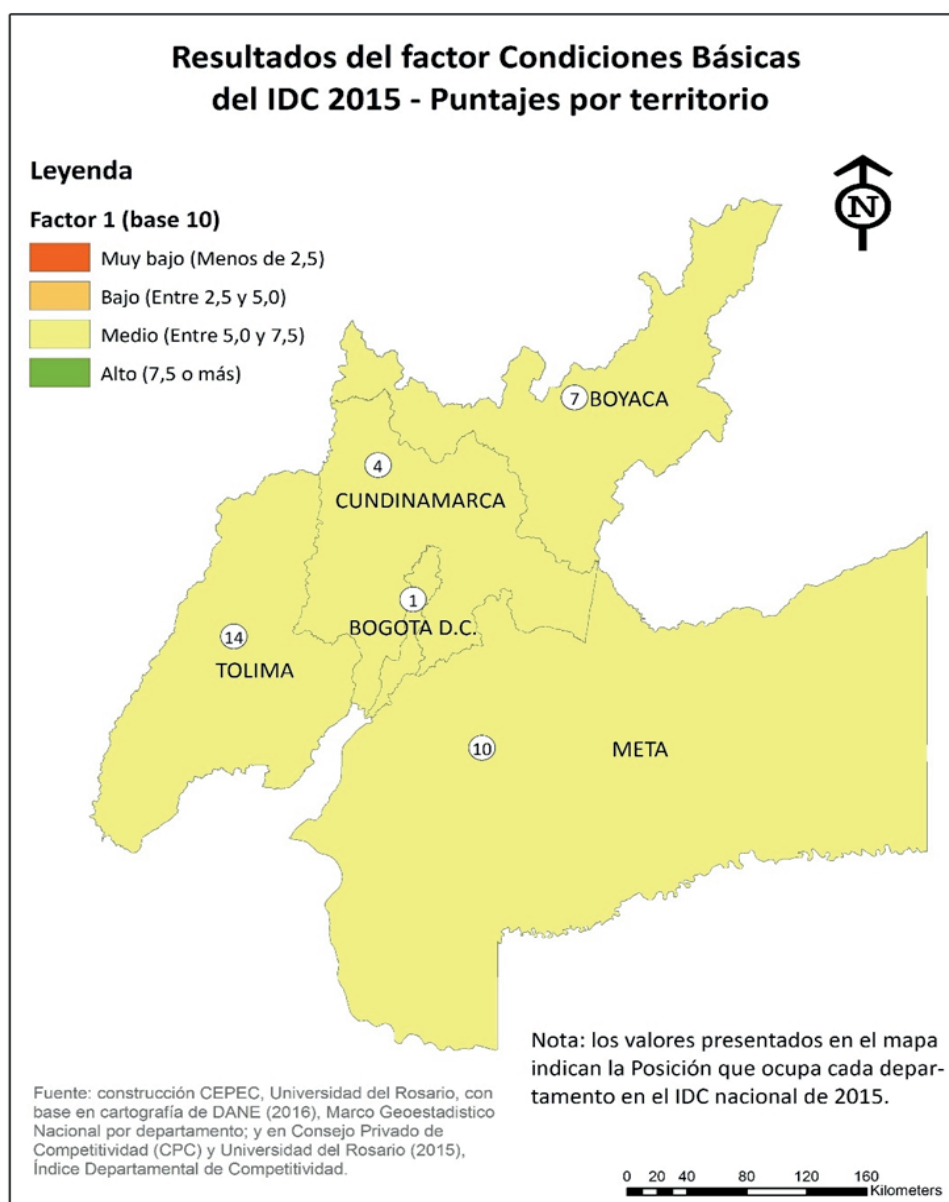 Resultados del factor Condiciones Básicas
del IDC 2015 - Puntajes por territorio
Leyenda
Factor 1 (base 10)
Muy bajo (Menos de 2,5)
Bajo (Entre 2,5 y 5,0)
Medio (Entre 5,0 y 7,5)
Alto (7,5 o más)
N
7 BOYACA
4
CUNDINAMARCA
1
BOGOTA D.C.
14
TOLIMA
10
META
Nota: los valores presentados en el mapa
indican la Posición que ocupa cada depar-
tamento en el IDC nacional de 2015.
Fuente: construcción CEPEC, Universidad del Rosario, con
base en cartografía de DANE (2016), Marco Geoestadistico
Nacional por departamento; y en Consejo Privado de
Competitividad (CPC) y Universidad del Rosario (2015),
Índice Departamental de Competitividad.
0 20 40 80 120 160
Kilometers